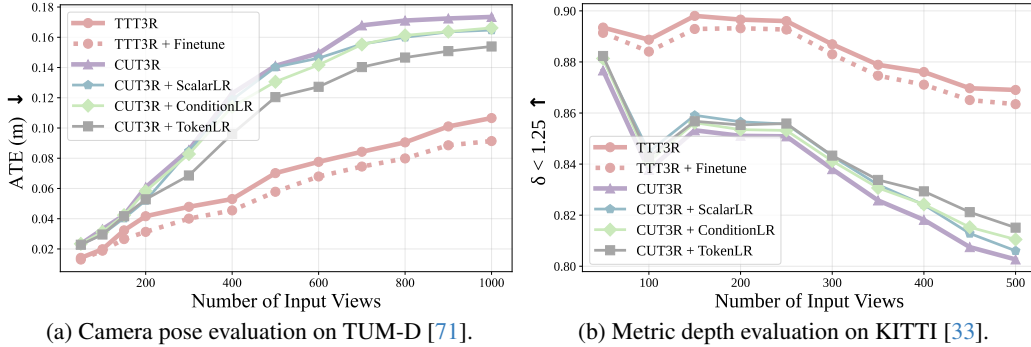 ATE (m) ↓
0.18
0.16
0.14
0.12
0.10
0.08
0.06
0.04
0.02
TTT3R
TTT3R + Finetune
CUT3R
CUT3R + ScalarLR
CUT3R + ConditionLR
CUT3R + TokenLR
200 400 600 800 1000
Number of Input Views
(a) Camera pose evaluation on TUM-D [71].
δ < 1.25 ↑
0.90
0.88
0.86
0.84
0.82
0.80
TTT3R
TTT3R + Finetune
CUT3R
CUT3R + ScalarLR
CUT3R + ConditionLR
CUT3R + TokenLR
100 200 300 400 500
Number of Input Views
(b) Metric depth evaluation on KITTI [33].